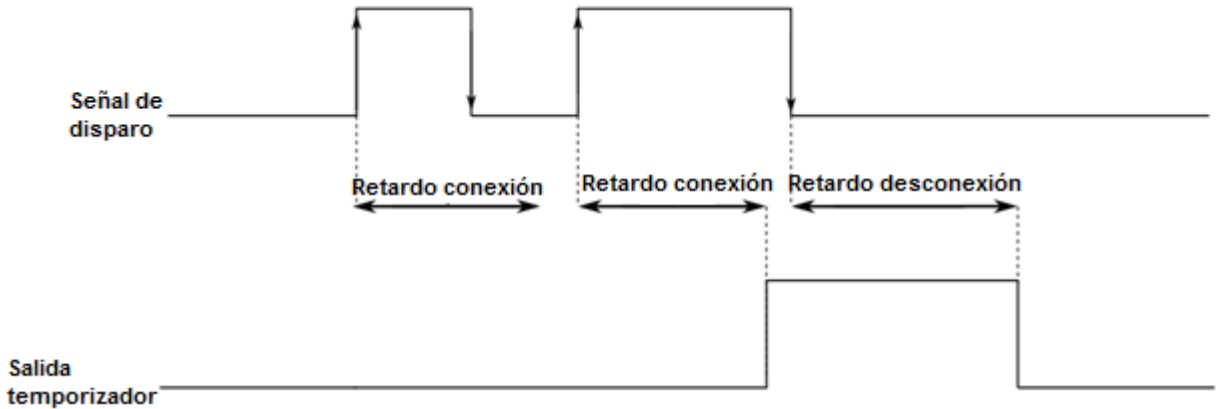 Señal de
disparo
Retardo conexión
Retardo conexión
Retardo desconexión
Salida
temporizador